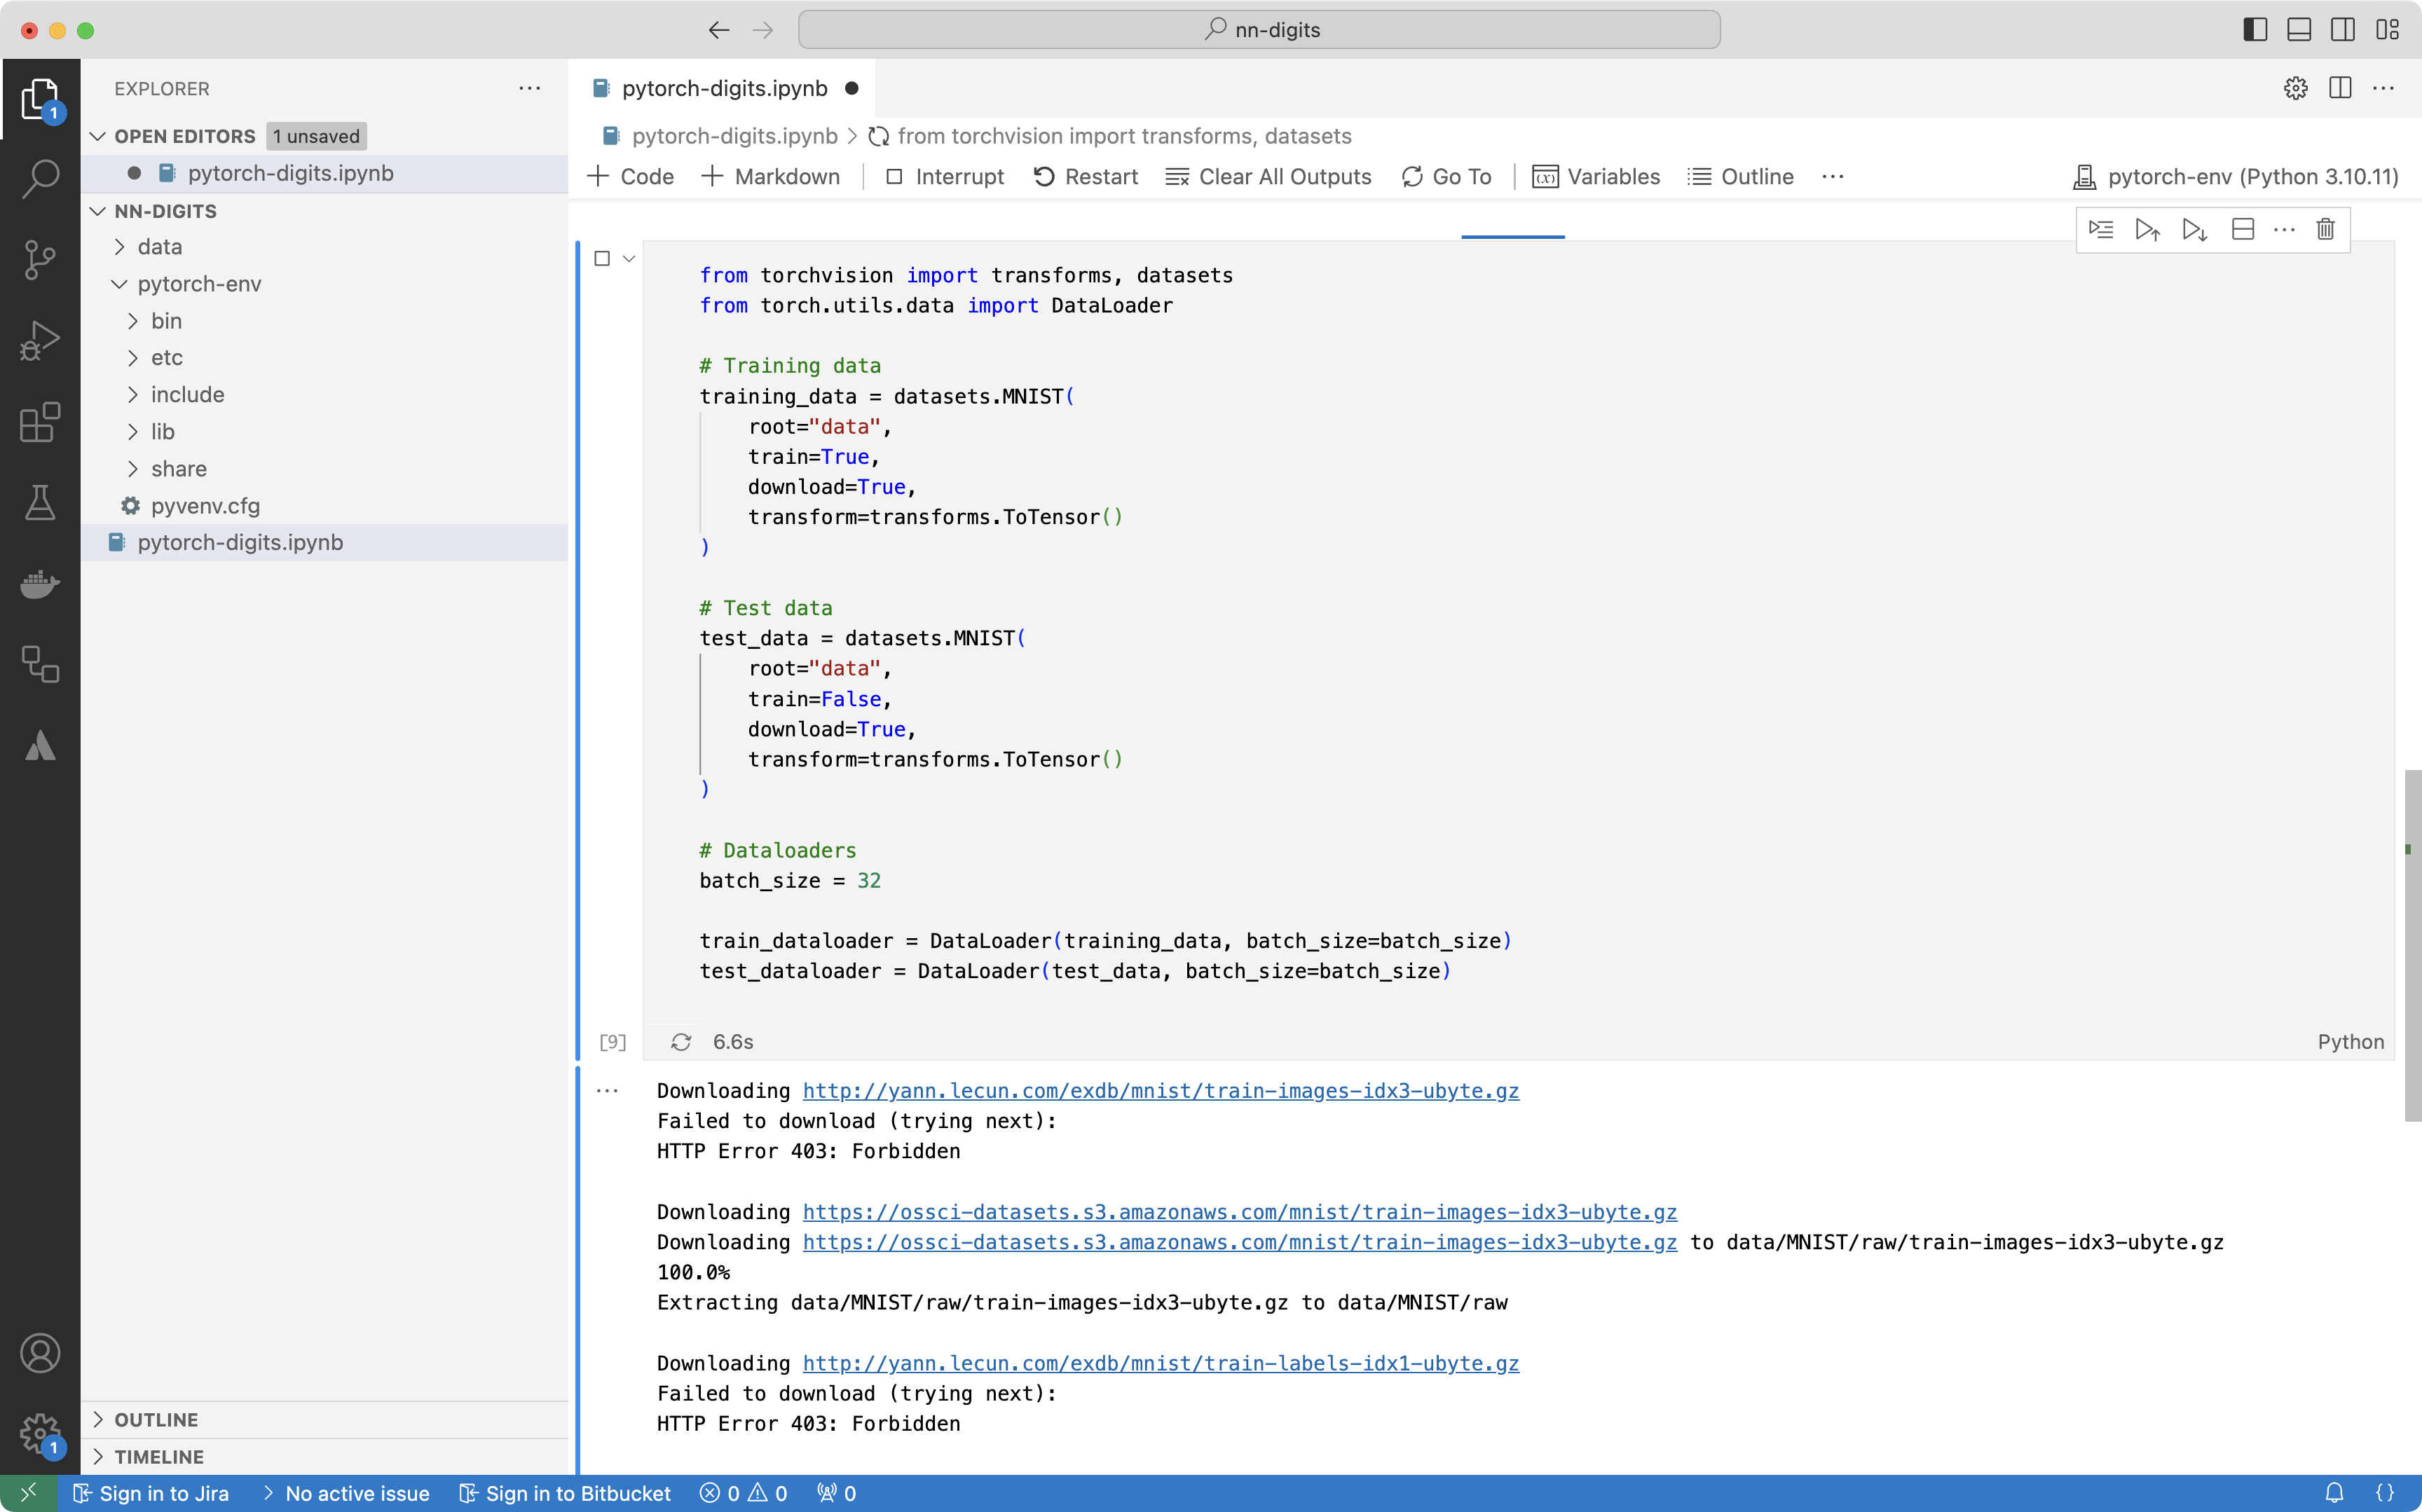 nn-digits
EXPLORER
OPEN EDITORS 1 unsaved
pytorch-digits.ipynb
NN-DIGITS
data
pytorch-env
bin
etc
include
lib
share
pyvenv.cfg
pytorch-digits.ipynb
OUTLINE
TIMELINE
1
1
pytorch-digits.ipynb
pytorch-digits.ipynb > from torchvision import transforms, datasets
Code Markdown Interrupt Restart Clear All Outputs Go To Variables Outline ... pytorch-env (Python 3.10.11)
from torchvision import transforms, datasets
from torch.utils.data import DataLoader
# Training data
training_data = datasets.MNIST(
root="data",
train=True,
download=True,
transform=transforms.ToTensor()
)
# Test data
test_data = datasets.MNIST(
root="data",
train=False,
download=True,
transform=transforms.ToTensor()
)
# Dataloaders
batch_size = 32
train_dataloader = DataLoader(training_data, batch_size=batch_size)
test_dataloader = DataLoader(test_data, batch_size=batch_size)
[9] 6.6s Python
Downloading http://yann.lecun.com/exdb/mnist/train-images-idx3-ubyte.gz
Failed to download (trying next):
HTTP Error 403: Forbidden
Downloading https://ossci-datasets.s3.amazonaws.com/mnist/train-images-idx3-ubyte.gz
Downloading https://ossci-datasets.s3.amazonaws.com/mnist/train-images-idx3-ubyte.gz to data/MNIST/raw/train-images-idx3-ubyte.gz
100.0%
Extracting data/MNIST/raw/train-images-idx3-ubyte.gz to data/MNIST/raw
Downloading http://yann.lecun.com/exdb/mnist/train-labels-idx1-ubyte.gz
Failed to download (trying next):
HTTP Error 403: Forbidden
Sign in to Jira > No active issue Sign in to Bitbucket 0 0 0 {}